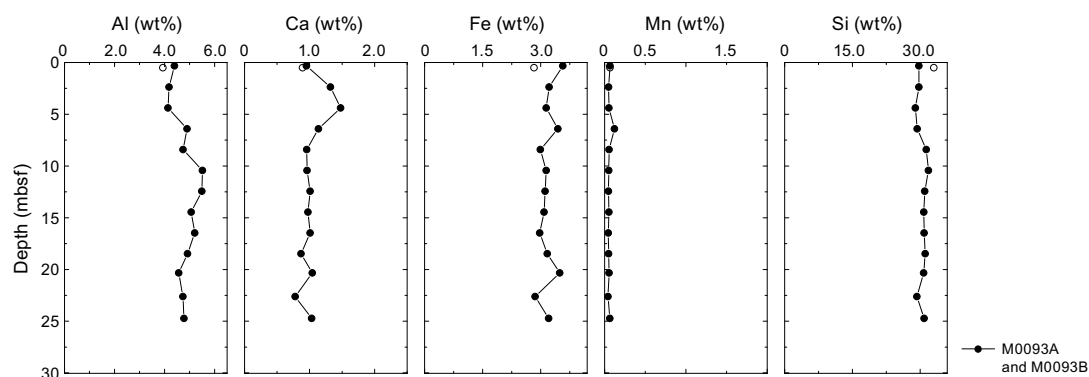 Al (wt%) Ca (wt%) Fe (wt%) Mn (wt%) Si (wt%)
0 2.0 4.0 6.0 0 1.0 2.0 0 1.5 3.0 0 0.5 1.5 0 15.0 30.0
0
5
10
15
20
25
30
Depth (mbsf)
M0093A
and M0093B